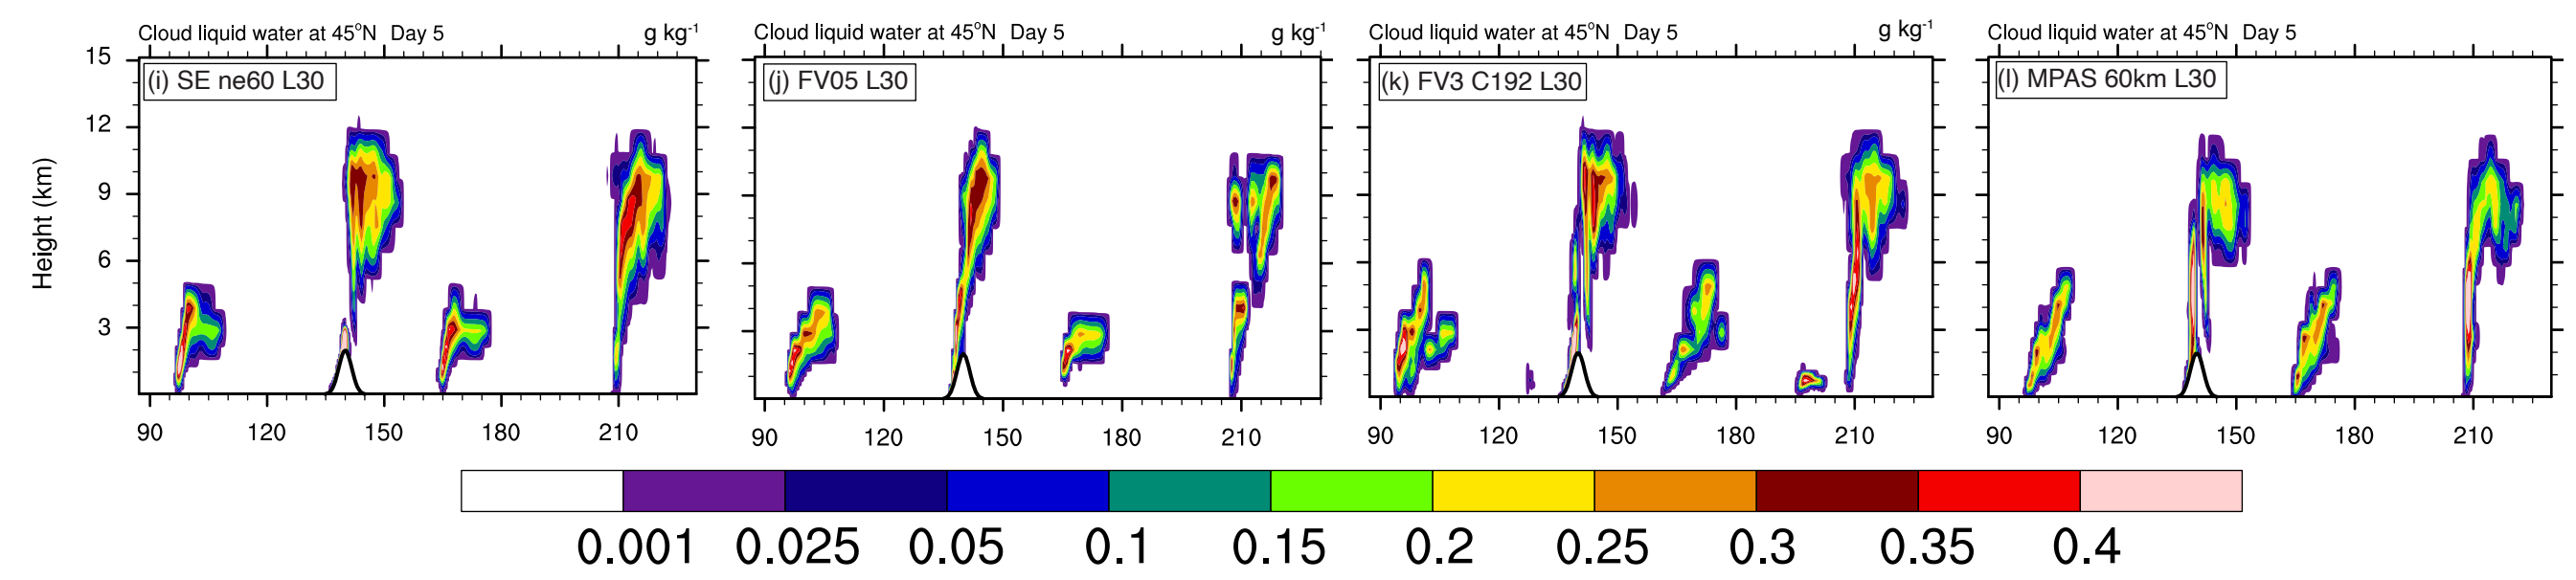 Cloud liquid water at 45°N Day 5 g kg⁻¹ Cloud liquid water at 45°N Day 5 g kg⁻¹ Cloud liquid water at 45°N Day 5 g kg⁻¹ Cloud liquid water at 45°N Day 5
(i) SE ne60 L30 (j) FV05 L30 (k) FV3 C192 L30 (l) MPAS 60km L30
15
12
9
6
3
Height (km)
90 120 150 180 210 90 120 150 180 210 90 120 150 180 210 90 120 150 180 210
0.001 0.025 0.05 0.1 0.15 0.2 0.25 0.3 0.35 0.4